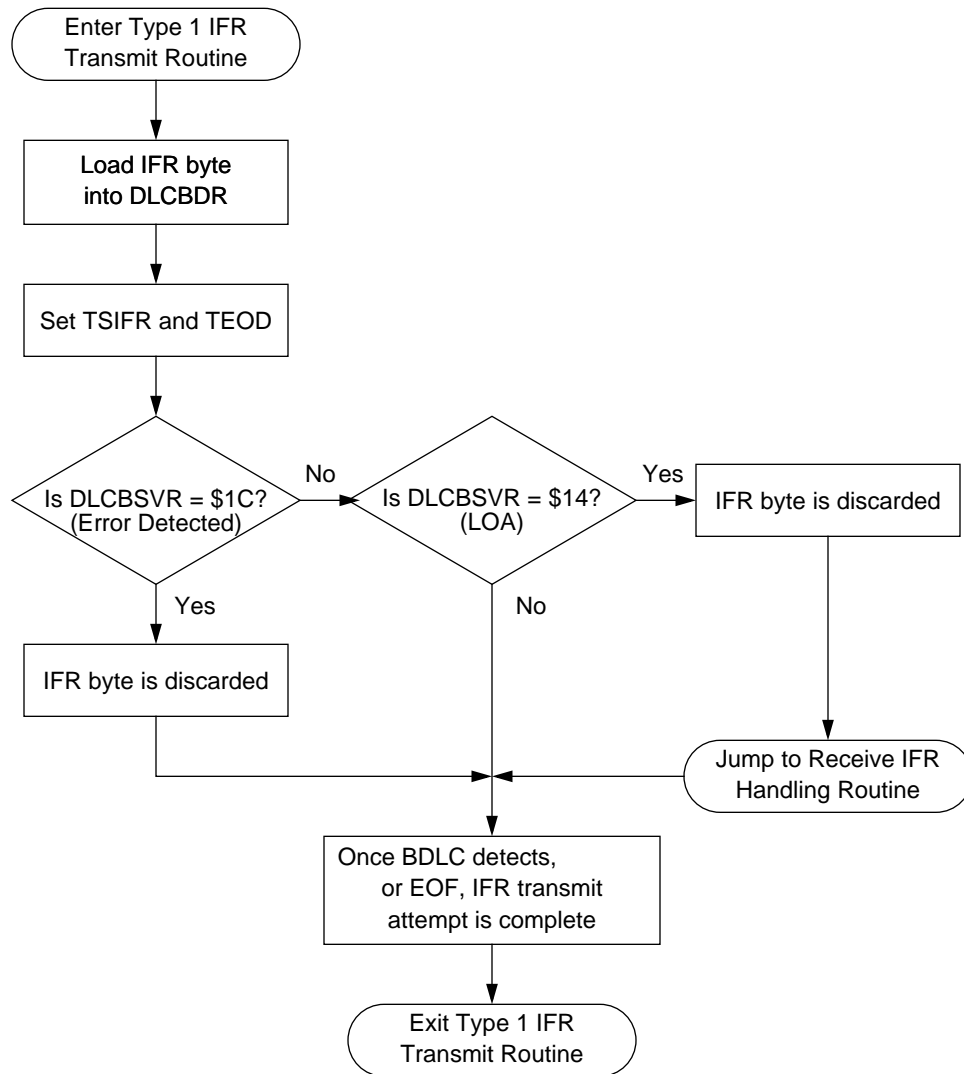 Enter Type 1 IFR
Transmit Routine
Load IFR byte
into DLCBDR
Set TSIFR and TEOD
Is DLCBSVR = $1C?
(Error Detected)
No
Is DLCBSVR = $14?
(LOA)
Yes
IFR byte is discarded
Yes
No
IFR byte is discarded
Jump to Receive IFR
Handling Routine
Once BDLC detects,
or EOF, IFR transmit
attempt is complete
Exit Type 1 IFR
Transmit Routine